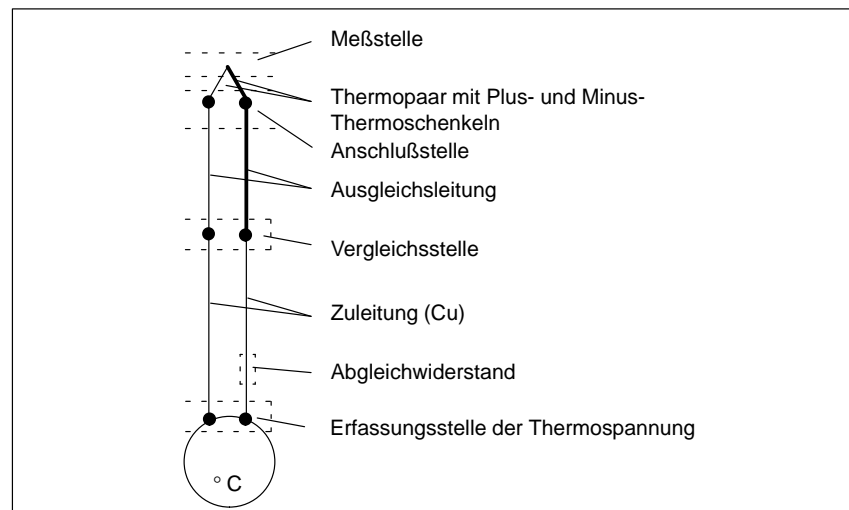 Meßstelle
Thermopaar mit Plus- und Minus-
Thermoschenkeln
Anschlußstelle
Ausgleichsleitung
Vergleichsstelle
Zuleitung (Cu)
Abgleichwiderstand
Erfassungsstelle der Thermospannung
° C